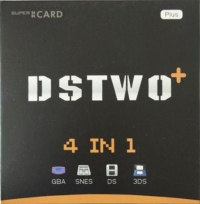 SUPER CARD
Plus
DSTWO+
4 IN 1
GBA SNES DS 3DS